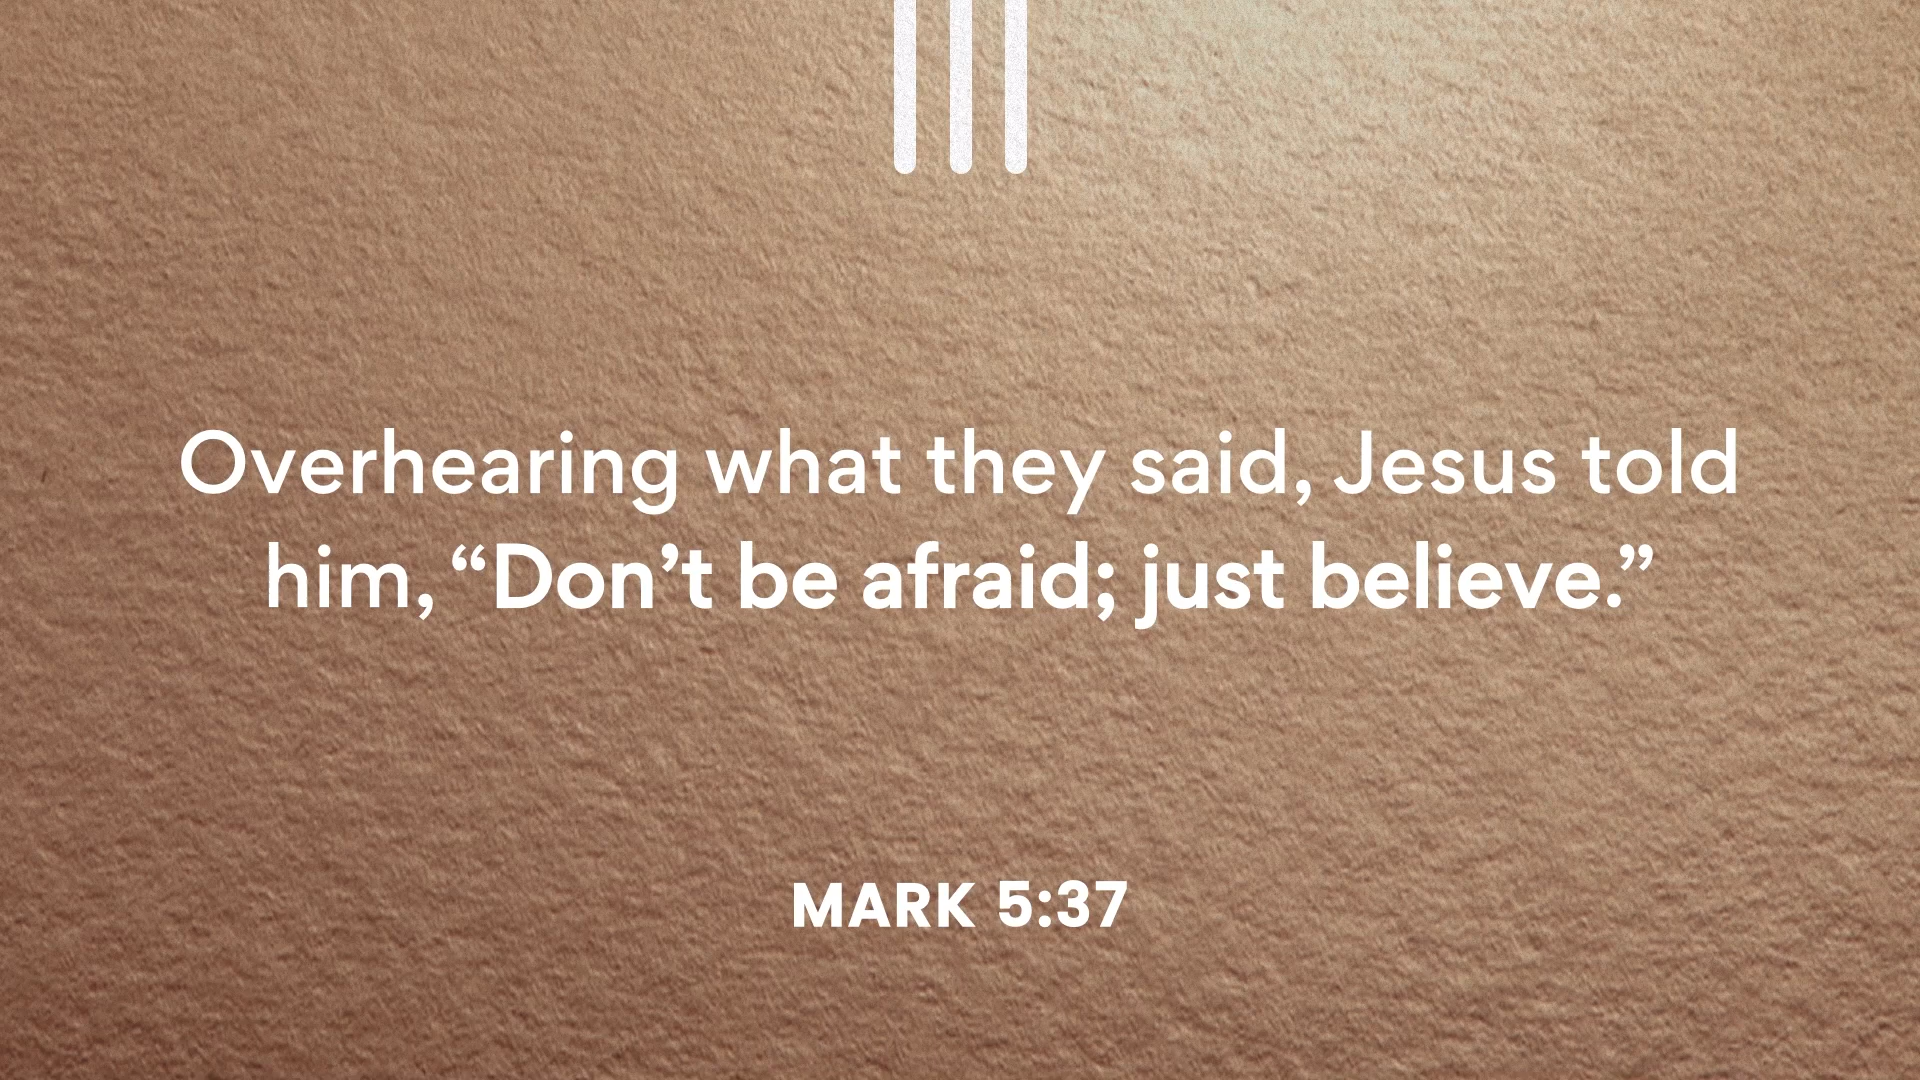 Overhearing what they said, Jesus told
him, “Don’t be afraid; just believe.”
MARK 5:37